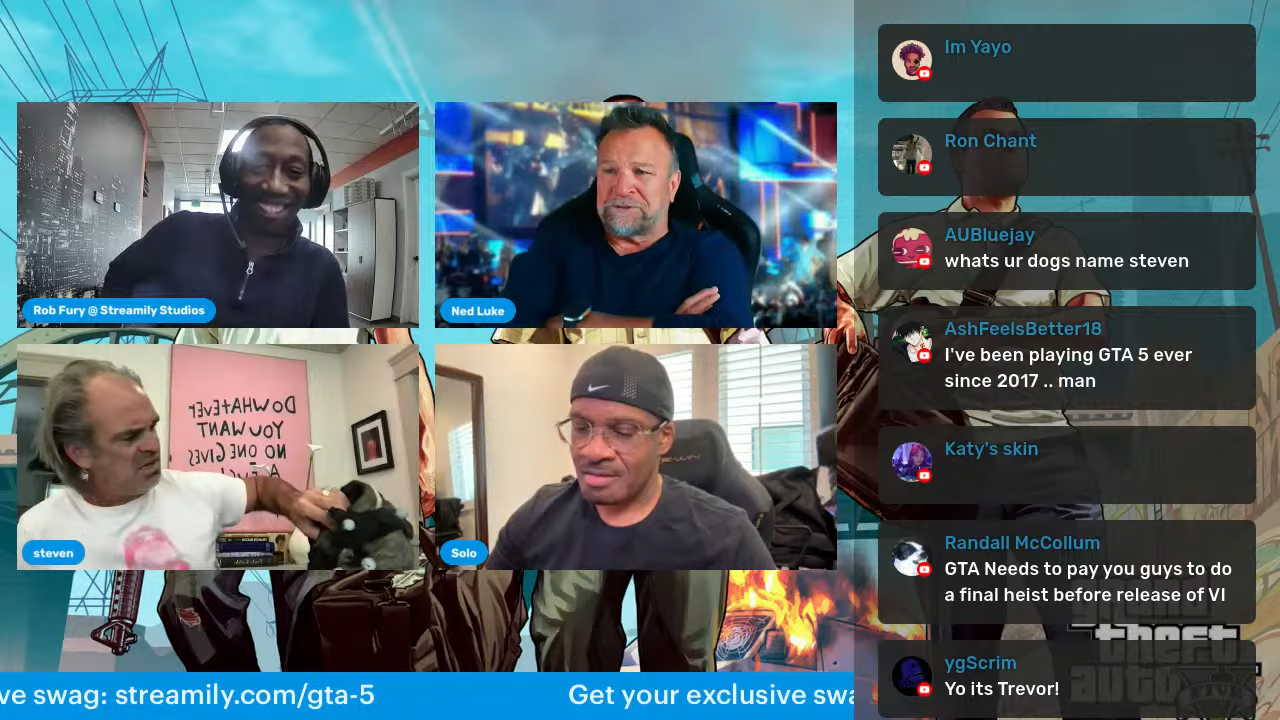 Rob Fury @ Streamily Studios
Ned Luke
DO WHATEVER
YOU WANT
NO ONE GIVES
steven
Solo
ve swag: streamily.com/gta-5
Get your exclusive swa
Im Yayo
Ron Chant
AUBluejay
whats ur dogs name steven
AshFeelsBetter18
I've been playing GTA 5 ever
since 2017 .. man
Katy's skin
Randall McCollum
GTA Needs to pay you guys to do
a final heist before release of VI
ygScrim
Yo its Trevor!
grand
theft
auto